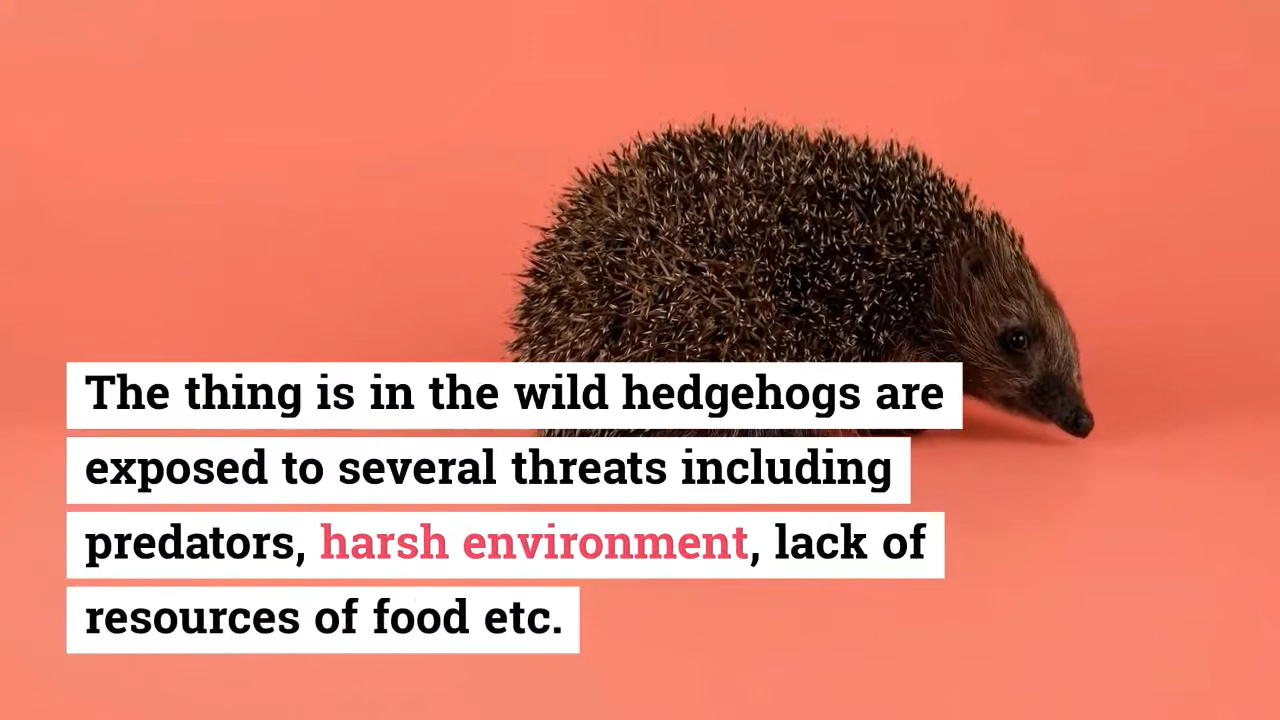 The thing is in the wild hedgehogs are
exposed to several threats including
predators, harsh environment, lack of
resources of food etc.